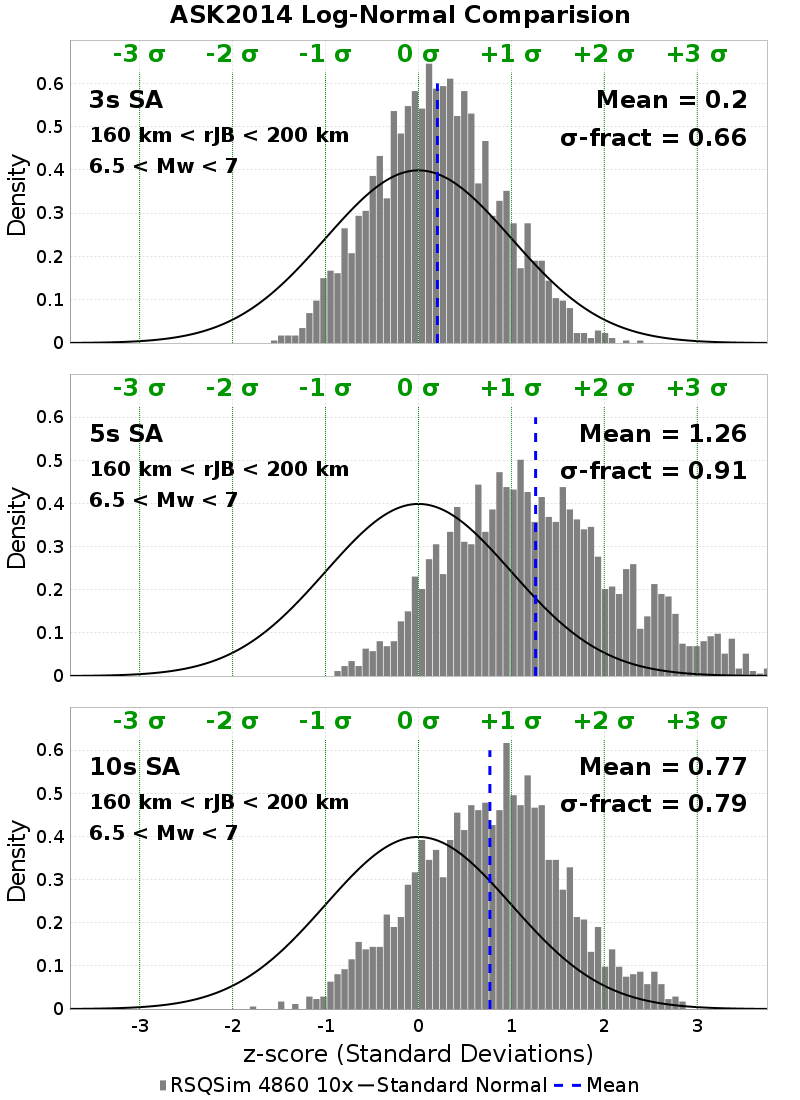 ASK2014 Log-Normal Comparision
-3 σ -2 σ -1 σ 0 σ +1 σ +2 σ +3 σ
3s SA
160 km < rJB < 200 km
6.5 < Mw < 7
Mean = 0.2
σ-fract = 0.66
Density
0.6
0.5
0.4
0.3
0.2
0.1
0
-3 σ -2 σ -1 σ 0 σ +1 σ +2 σ +3 σ
5s SA
160 km < rJB < 200 km
6.5 < Mw < 7
Mean = 1.26
σ-fract = 0.91
Density
0.6
0.5
0.4
0.3
0.2
0.1
0
-3 σ -2 σ -1 σ 0 σ +1 σ +2 σ +3 σ
10s SA
160 km < rJB < 200 km
6.5 < Mw < 7
Mean = 0.77
σ-fract = 0.79
Density
0.6
0.5
0.4
0.3
0.2
0.1
0
-3 -2 -1 0 1 2 3
z-score (Standard Deviations)
RSQSim 4860 10x Standard Normal Mean